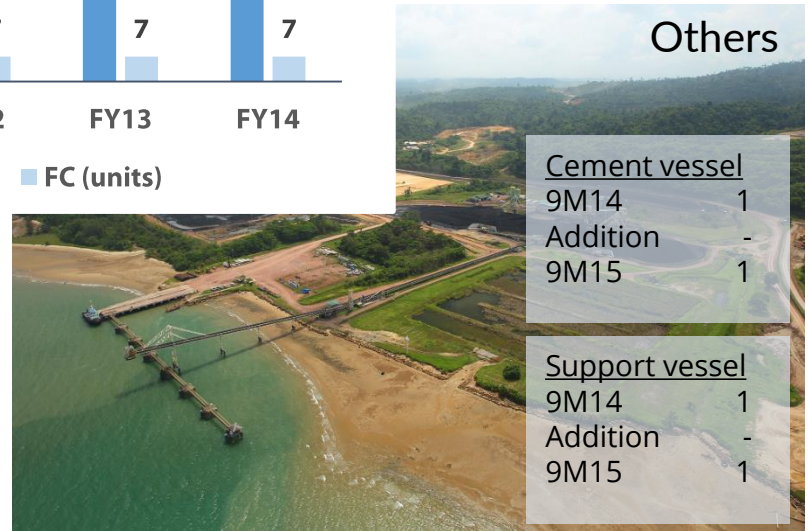 7 7
FY13 FY14
FC (units)
Others
Cement vessel
9M14 1
Addition -
9M15 1
Support vessel
9M14 1
Addition -
9M15 1